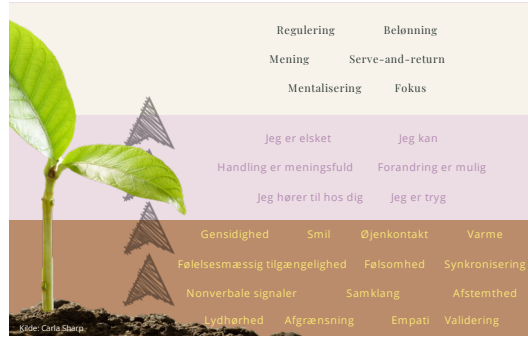 Regulering Belønning
Mening Serve-and-return
Mentalisering Fokus
Jeg er elsket Jeg kan
Handling er meningsfuld Forandring er mulig
Jeg hører til hos dig Jeg er tryg
Gensidighed Smil Øjenkontakt Varme
Følelsesmæssig tilgængelighed Følsomhed Synkronisering
Nonverbale signaler Samklang Afstemthed
Lydhørhed Afgrænsning Empati Validering
Kilde: Carla Sharp